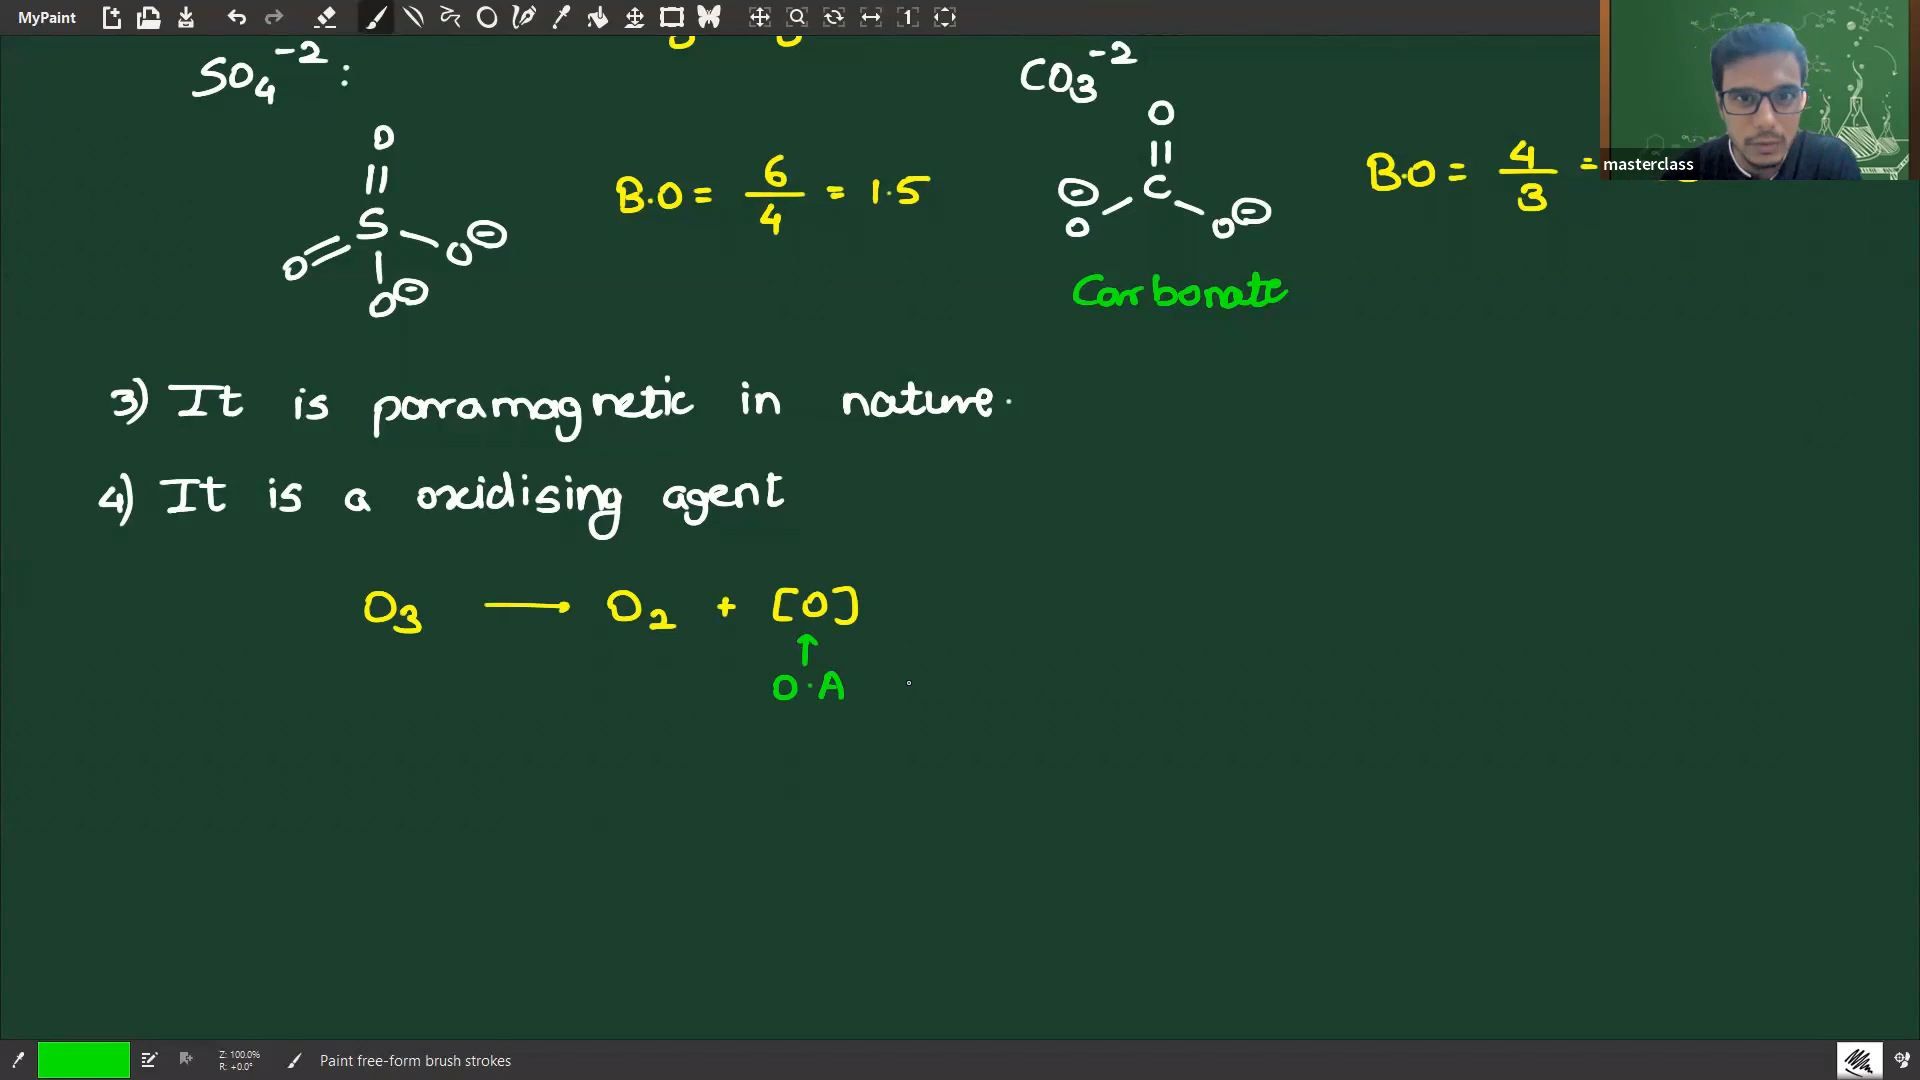 MyPaint
SO4^-2 :
O
S
O
O⊖
O⊖
B.O = 6/4 = 1.5
CO3^-2
O
C
⊖
O
O⊖
Carbonate
B.O = 4/3 =
masterclass
3) It is paramagnetic in nature.
4) It is a oxidising agent
O3 → O2 + [O]
↑
O.A
Z: 100.0%
R: +0.0°
Paint free-form brush strokes